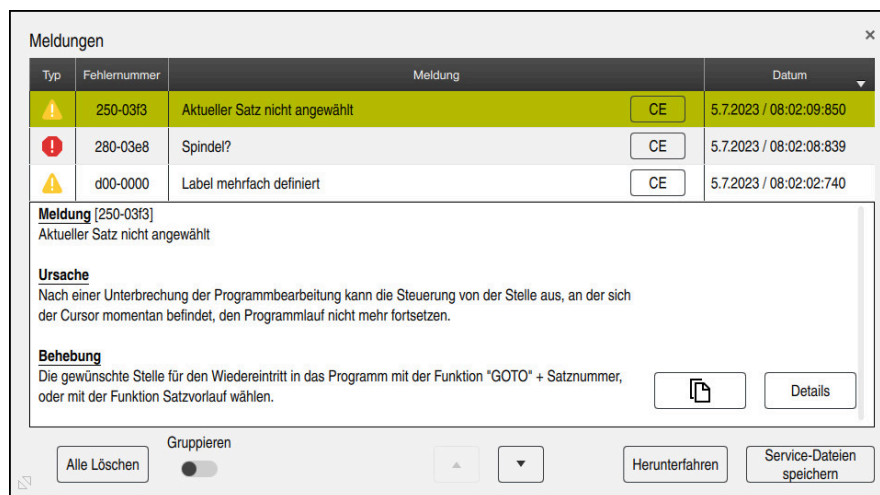 Meldungen
Typ Fehlernummer Meldung Datum
250-03f3 Aktueller Satz nicht angewählt CE 5.7.2023 / 08:02:09:850
280-03e8 Spindel? CE 5.7.2023 / 08:02:08:839
d00-0000 Label mehrfach definiert CE 5.7.2023 / 08:02:02:740
Meldung [250-03f3]
Aktueller Satz nicht angewählt
Ursache
Nach einer Unterbrechung der Programmbearbeitung kann die Steuerung von der Stelle aus, an der sich
der Cursor momentan befindet, den Programmlauf nicht mehr fortsetzen.
Behebung
Die gewünschte Stelle für den Wiedereintritt in das Programm mit der Funktion "GOTO" + Satznummer,
oder mit der Funktion Satzvorlauf wählen.
Details
Alle Löschen
Gruppieren
Herunterfahren
Service-Dateien
speichern